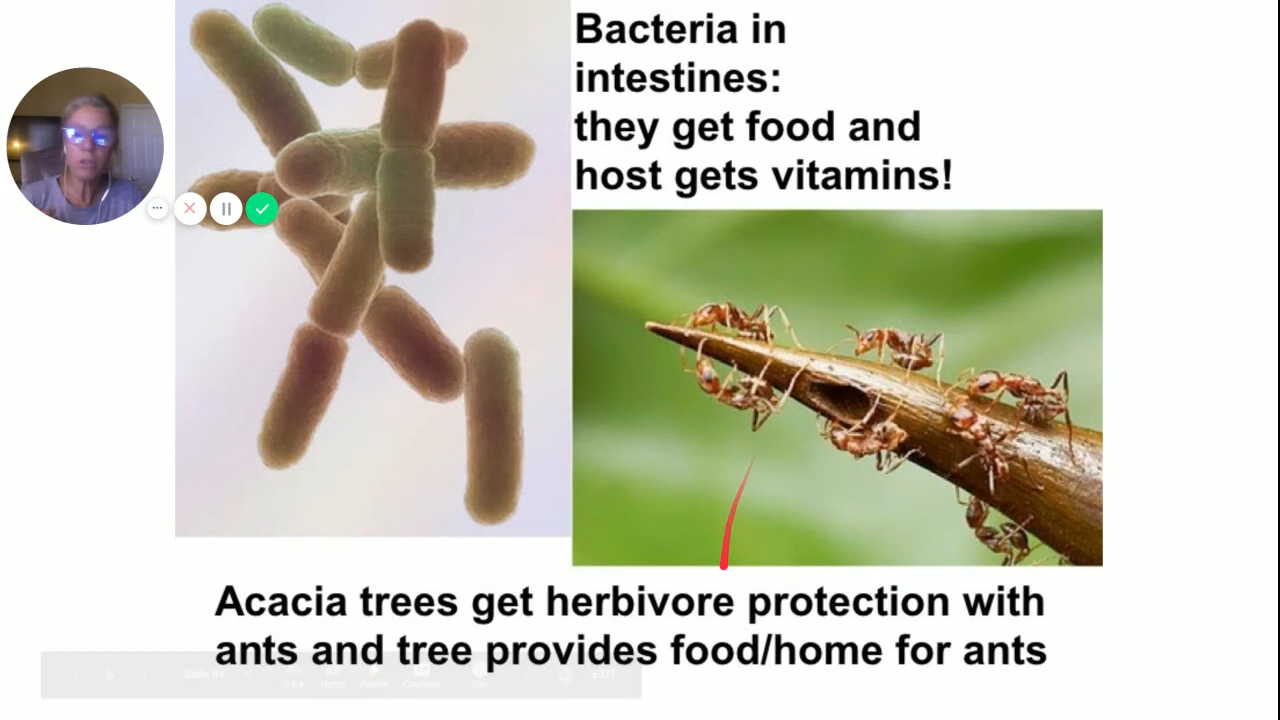 Bacteria in
intestines:
they get food and
host gets vitamins!
Acacia trees get herbivore protection with
ants and tree provides food/home for ants
Q&A